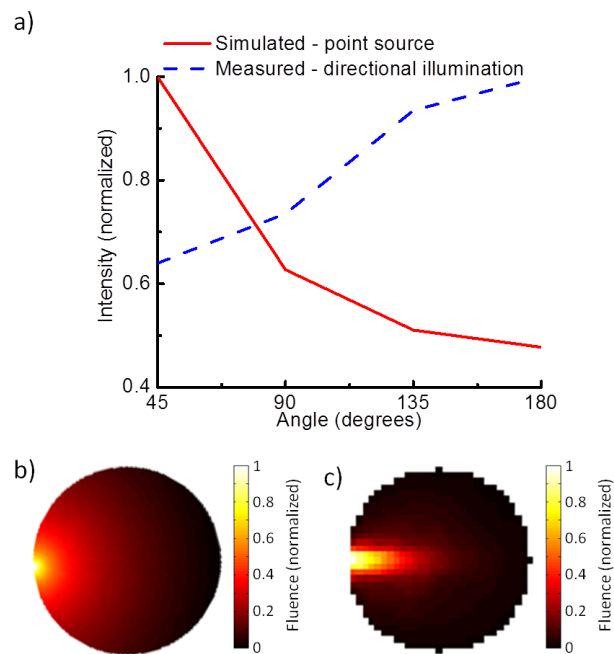 a)
Simulated - point source
Measured - directional illumination
Intensity (normalized)
1.0
0.8
0.6
0.4
45
90
135
180
Angle (degrees)
b)
1
0.8
0.6
0.4
0.2
0
Fluence (normalized)
c)
1
0.8
0.6
0.4
0.2
0
Fluence (normalized)